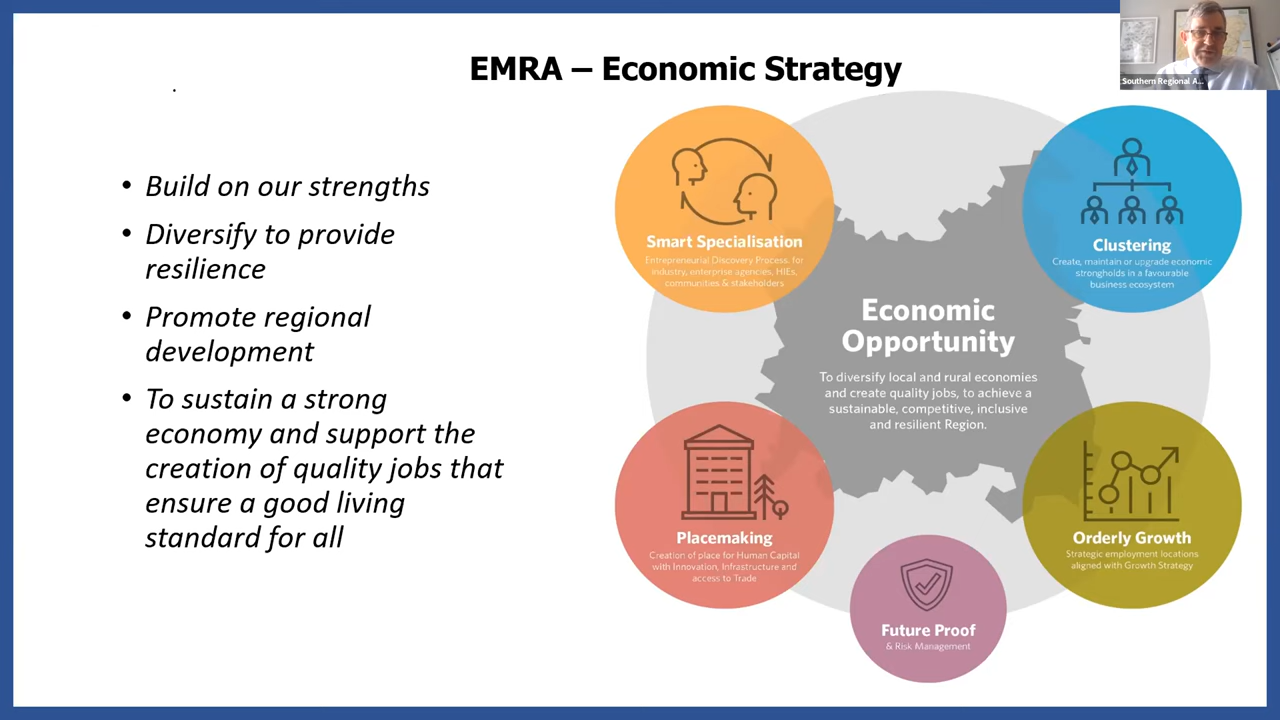 EMRA – Economic Strategy
Southern Regional A...
• Build on our strengths
• Diversify to provide
resilience
• Promote regional
development
• To sustain a strong
economy and support the
creation of quality jobs that
ensure a good living
standard for all
Smart Specialisation
Entrepreneurial Discovery Process, for
industry, enterprise agencies, HIEs,
communities & stakeholders
Clustering
Create, maintain or upgrade economic
strongholds in a favourable
business ecosystem
Economic
Opportunity
To diversify local and rural economies
and create quality jobs, to achieve a
sustainable, competitive, inclusive
and resilient Region.
Placemaking
Creation of place for Human Capital
with Innovation, Infrastructure and
access to Trade
Orderly Growth
Strategic employment locations
aligned with Growth Strategy
Future Proof
& Risk Management